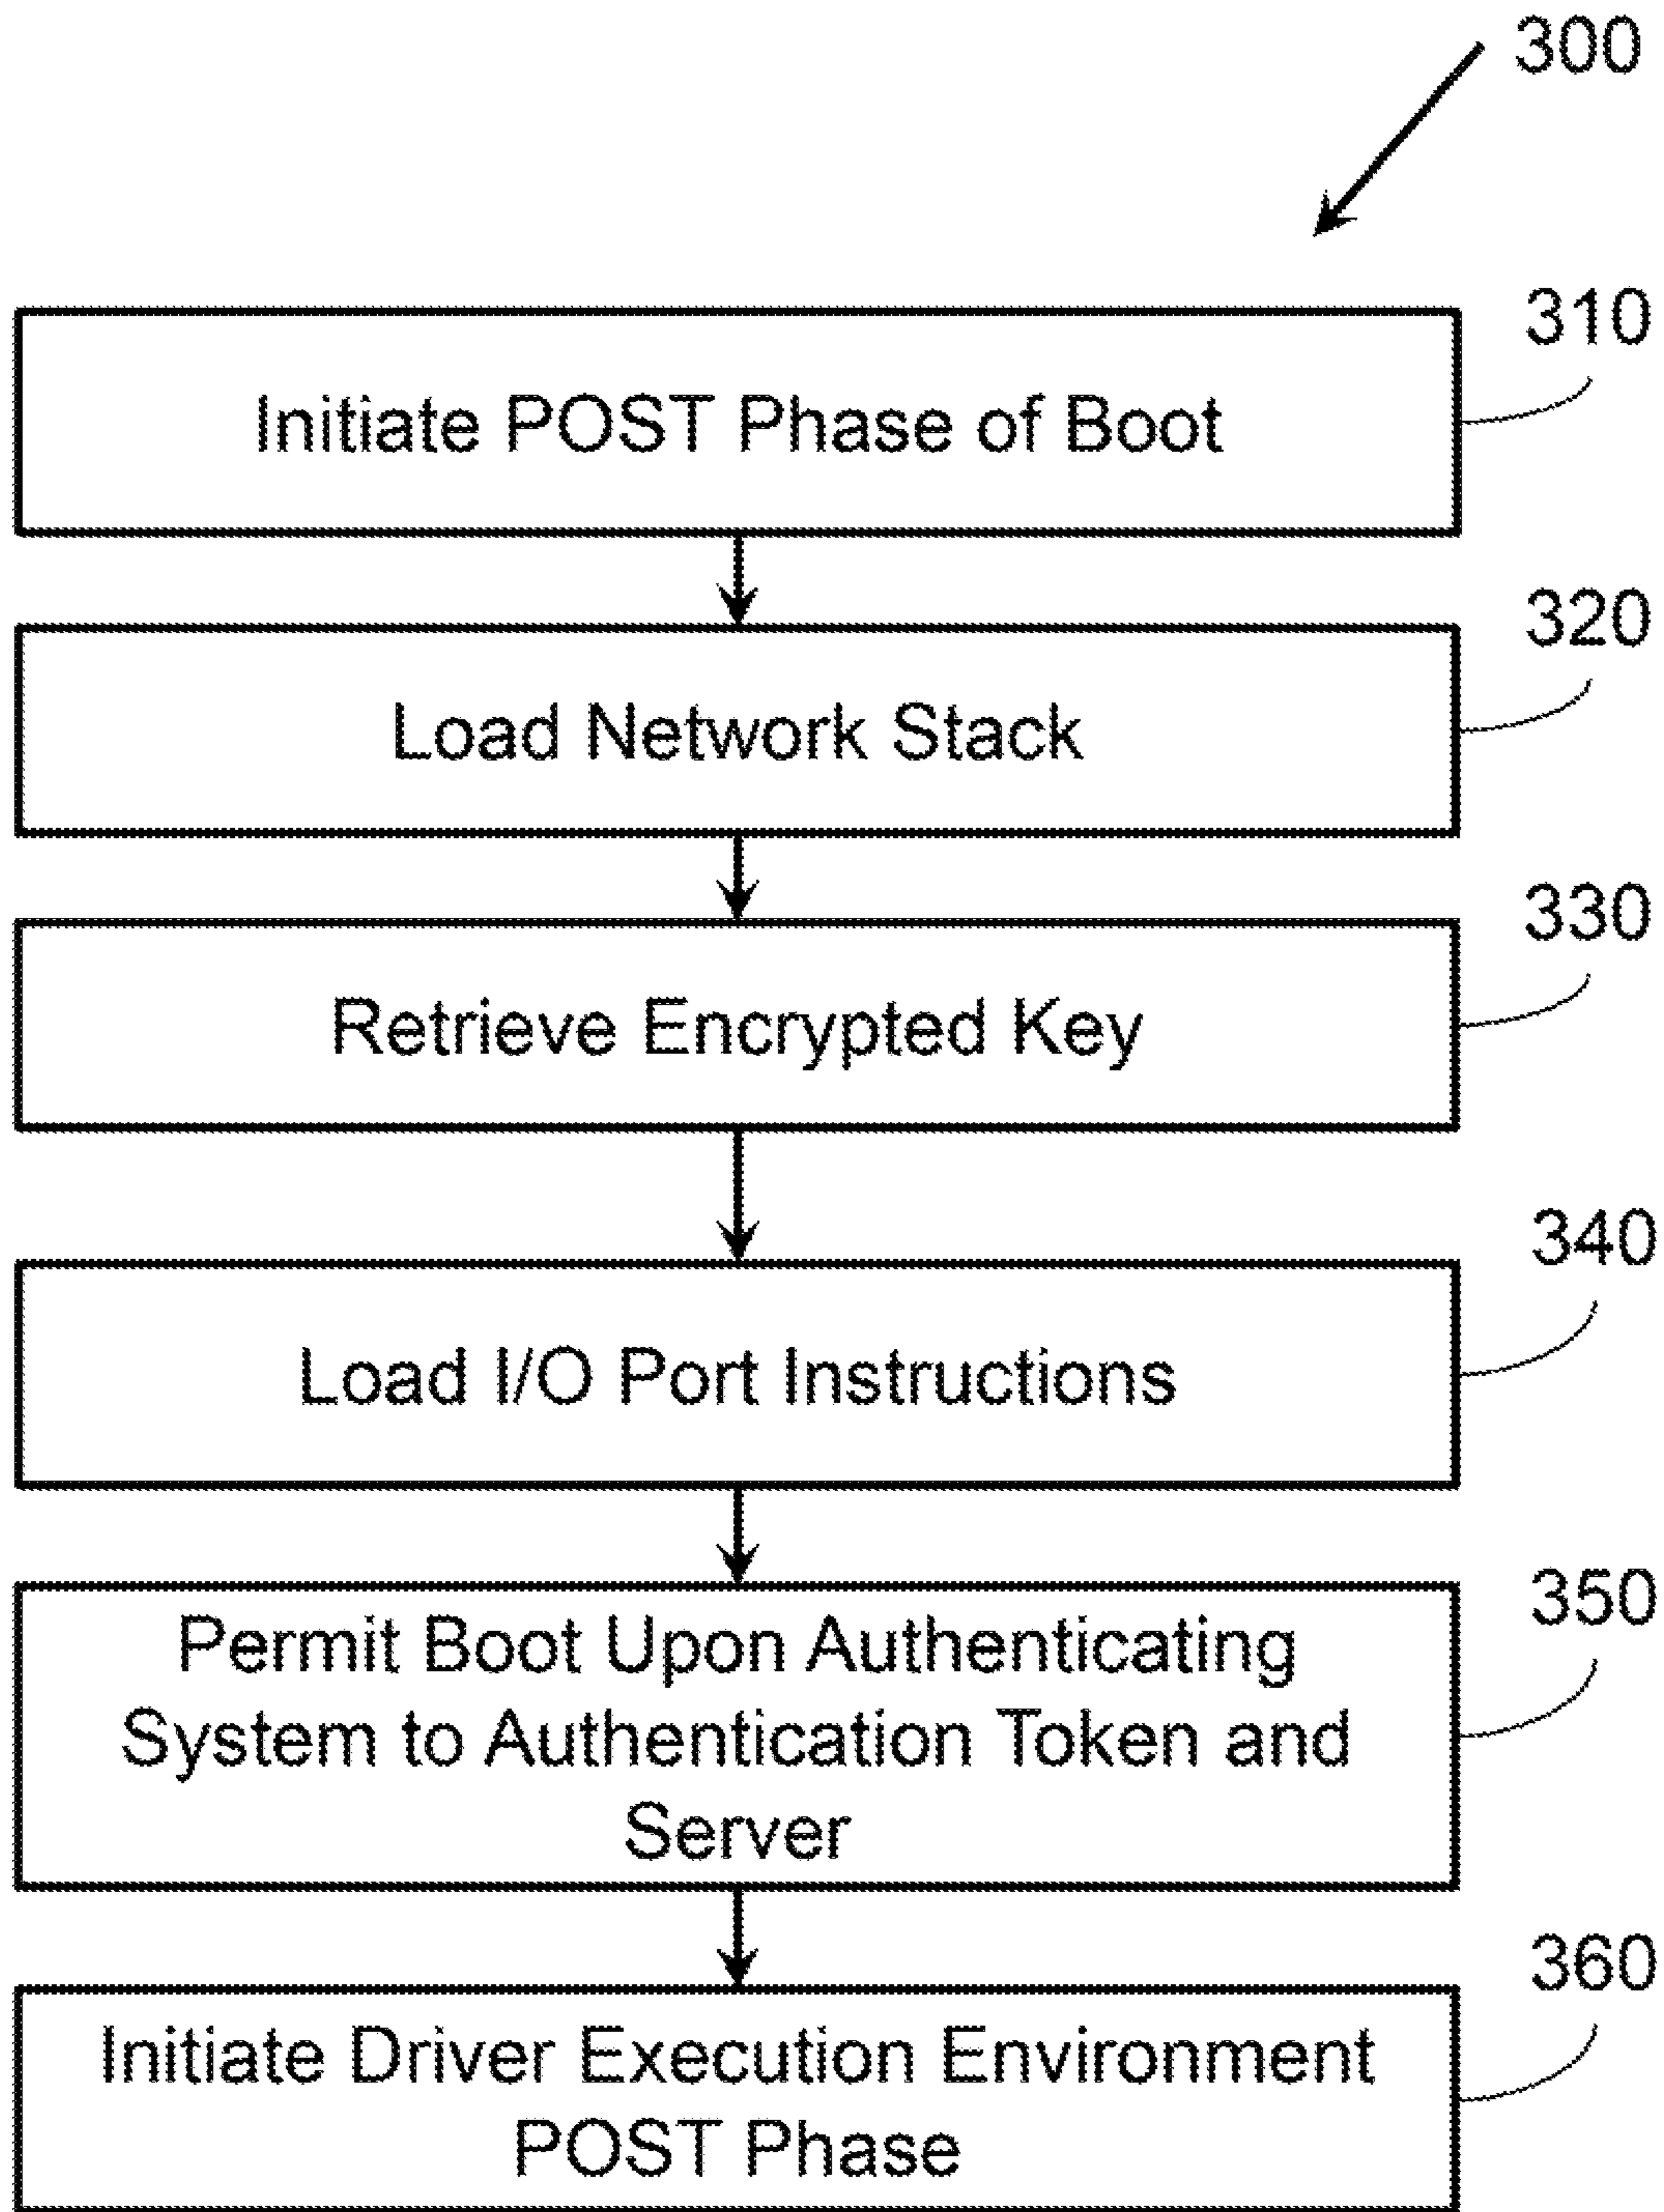 300
310
Initiate POST Phase of Boot
320
Load Network Stack
330
Retrieve Encrypted Key
340
Load I/O Port Instructions
350
Permit Boot Upon Authenticating
System to Authentication Token and
Server
360
Initiate Driver Execution Environment
POST Phase